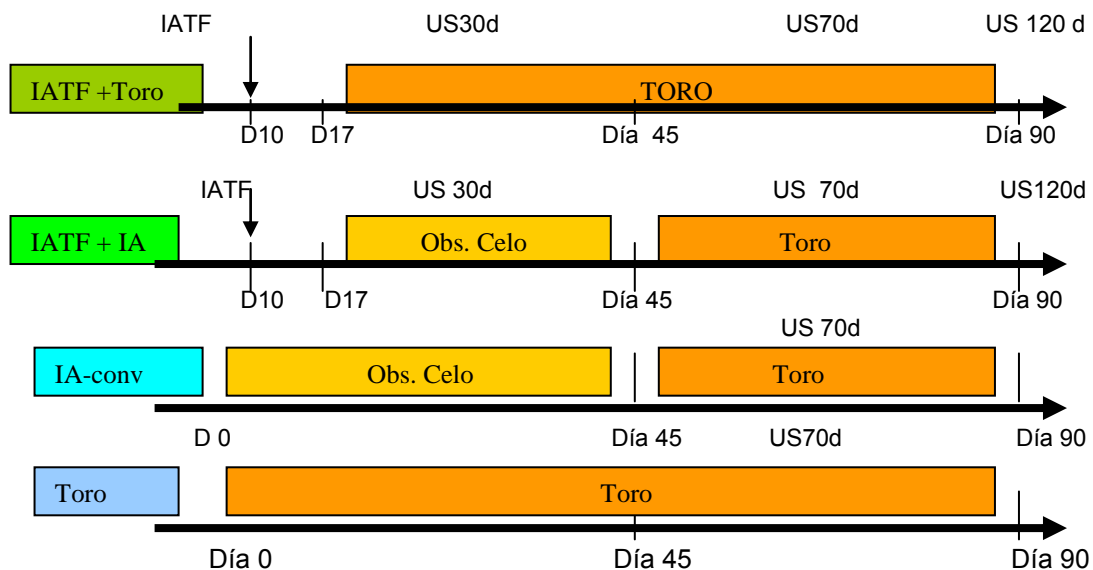 IATF US30d US70d US 120 d
IATF +Toro TORO
D10 D17 Día 45 Día 90
IATF US 30d US 70d US120d
IATF + IA Obs. Celo Toro
D10 D17 Día 45 Día 90
US 70d
IA-conv Obs. Celo Toro
D 0 Día 45 US70d Día 90
Toro Toro
Día 0 Día 45 Día 90